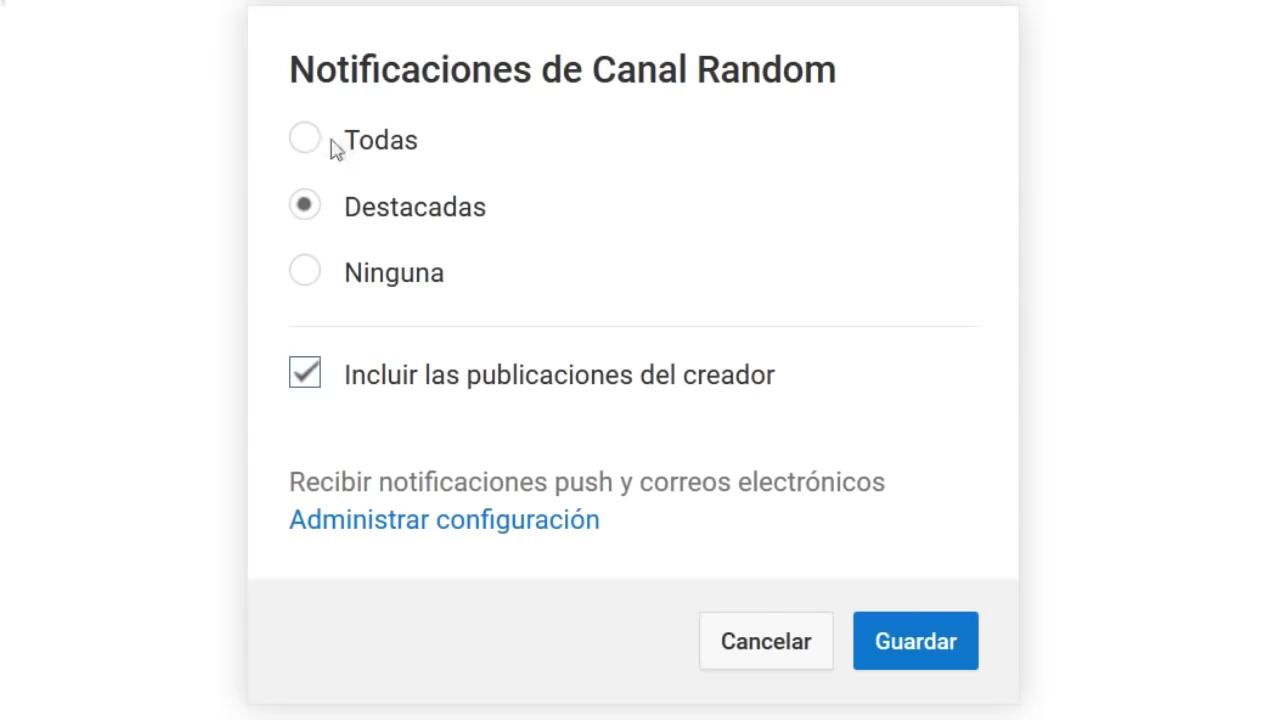 Notificaciones de Canal Random
Todas
Destacadas
Ninguna
Incluir las publicaciones del creador
Recibir notificaciones push y correos electrónicos
Administrar configuración
Cancelar
Guardar